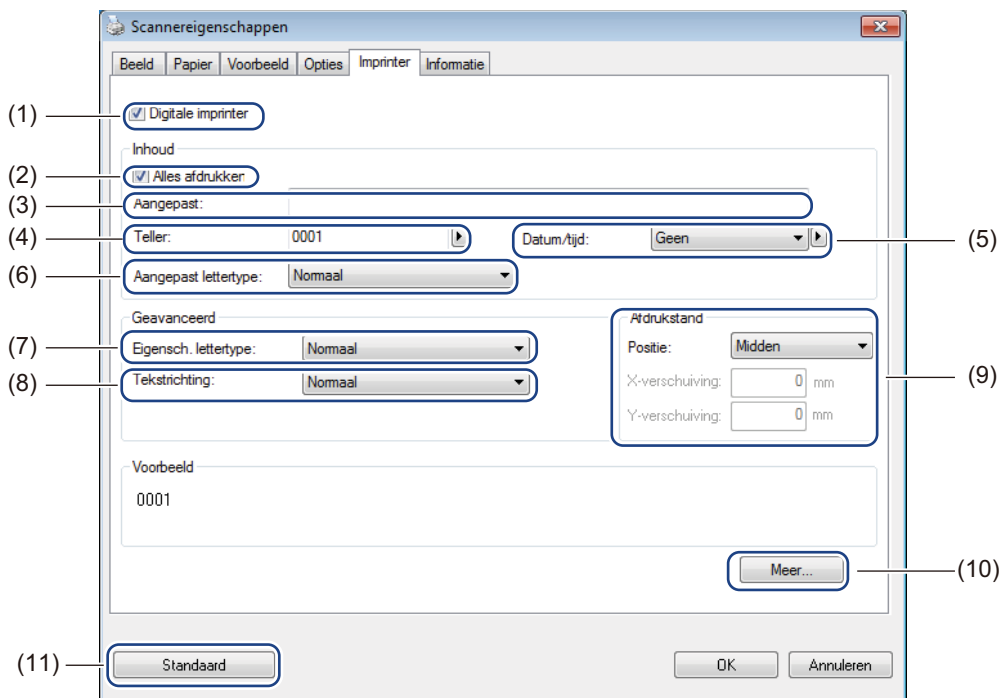 Scannereigenschappen
Beeld Papier Voorbeeld Opties Imprinter Informatie
(1) Digitale imprinter
Inhoud
(2) Alles afdrukken
(3) Aangepast:
(4) Teller: 0001 Datum/tijd: Geen (5)
(6) Aangepast lettertype: Normaal
Geavanceerd Afdrukstand
(7) Eigensch. lettertype: Normaal Positie: Midden
(8) Tekstrichting: Normaal X-verschuiving: 0 mm (9)
Y-verschuiving: 0 mm
Voorbeeld
0001
Meer... (10)
(11) Standaard OK Annuleren